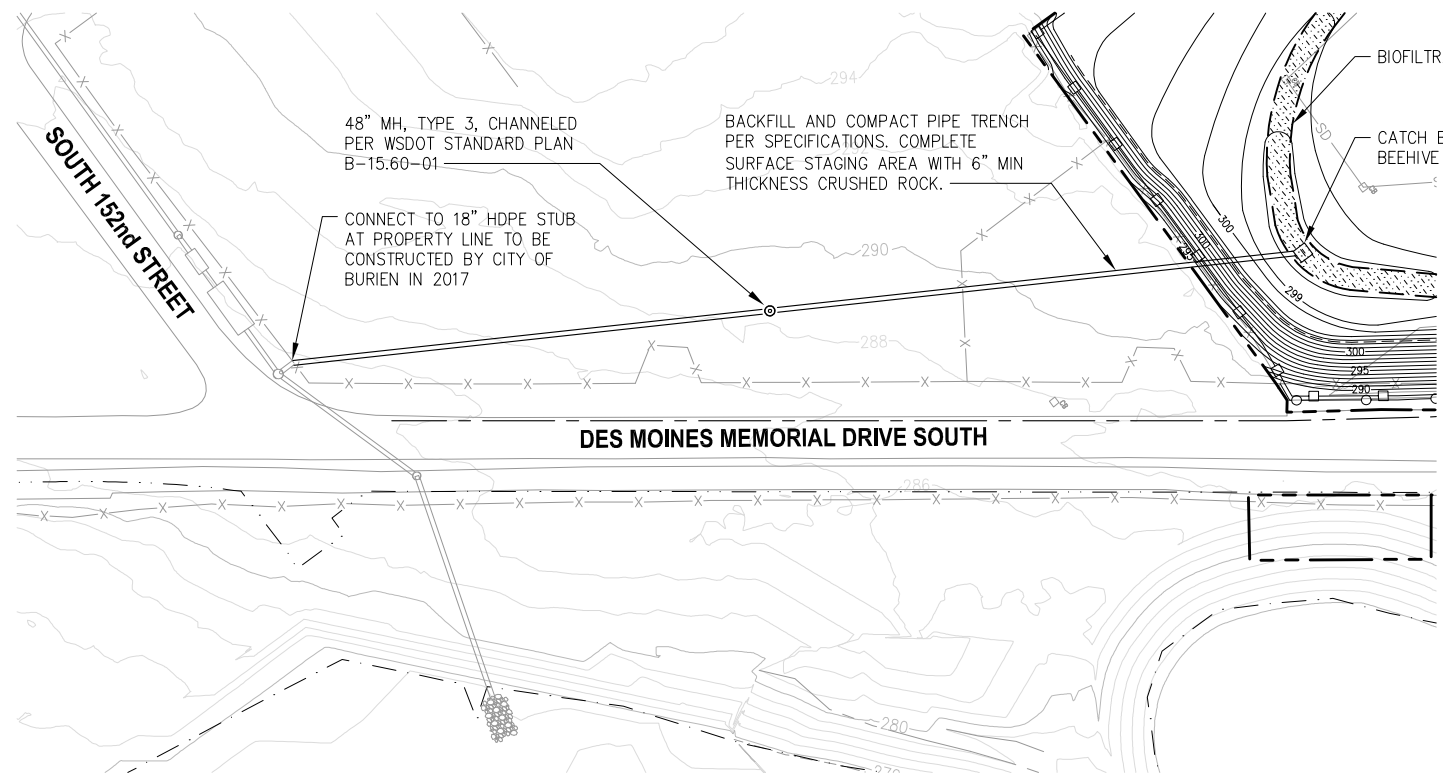 294
BIOFILTR
48" MH, TYPE 3, CHANNELED
PER WSDOT STANDARD PLAN
B-15.60-01
BACKFILL AND COMPACT PIPE TRENCH
PER SPECIFICATIONS. COMPLETE
SURFACE STAGING AREA WITH 6" MIN
THICKNESS CRUSHED ROCK.
SD
CATCH B
BEEHIVE
SOUTH 152nd STREET
CONNECT TO 18" HDPE STUB
AT PROPERTY LINE TO BE
CONSTRUCTED BY CITY OF
BURIEN IN 2017
290
300
300
295
299
288
300
295
290
DES MOINES MEMORIAL DRIVE SOUTH
286
280